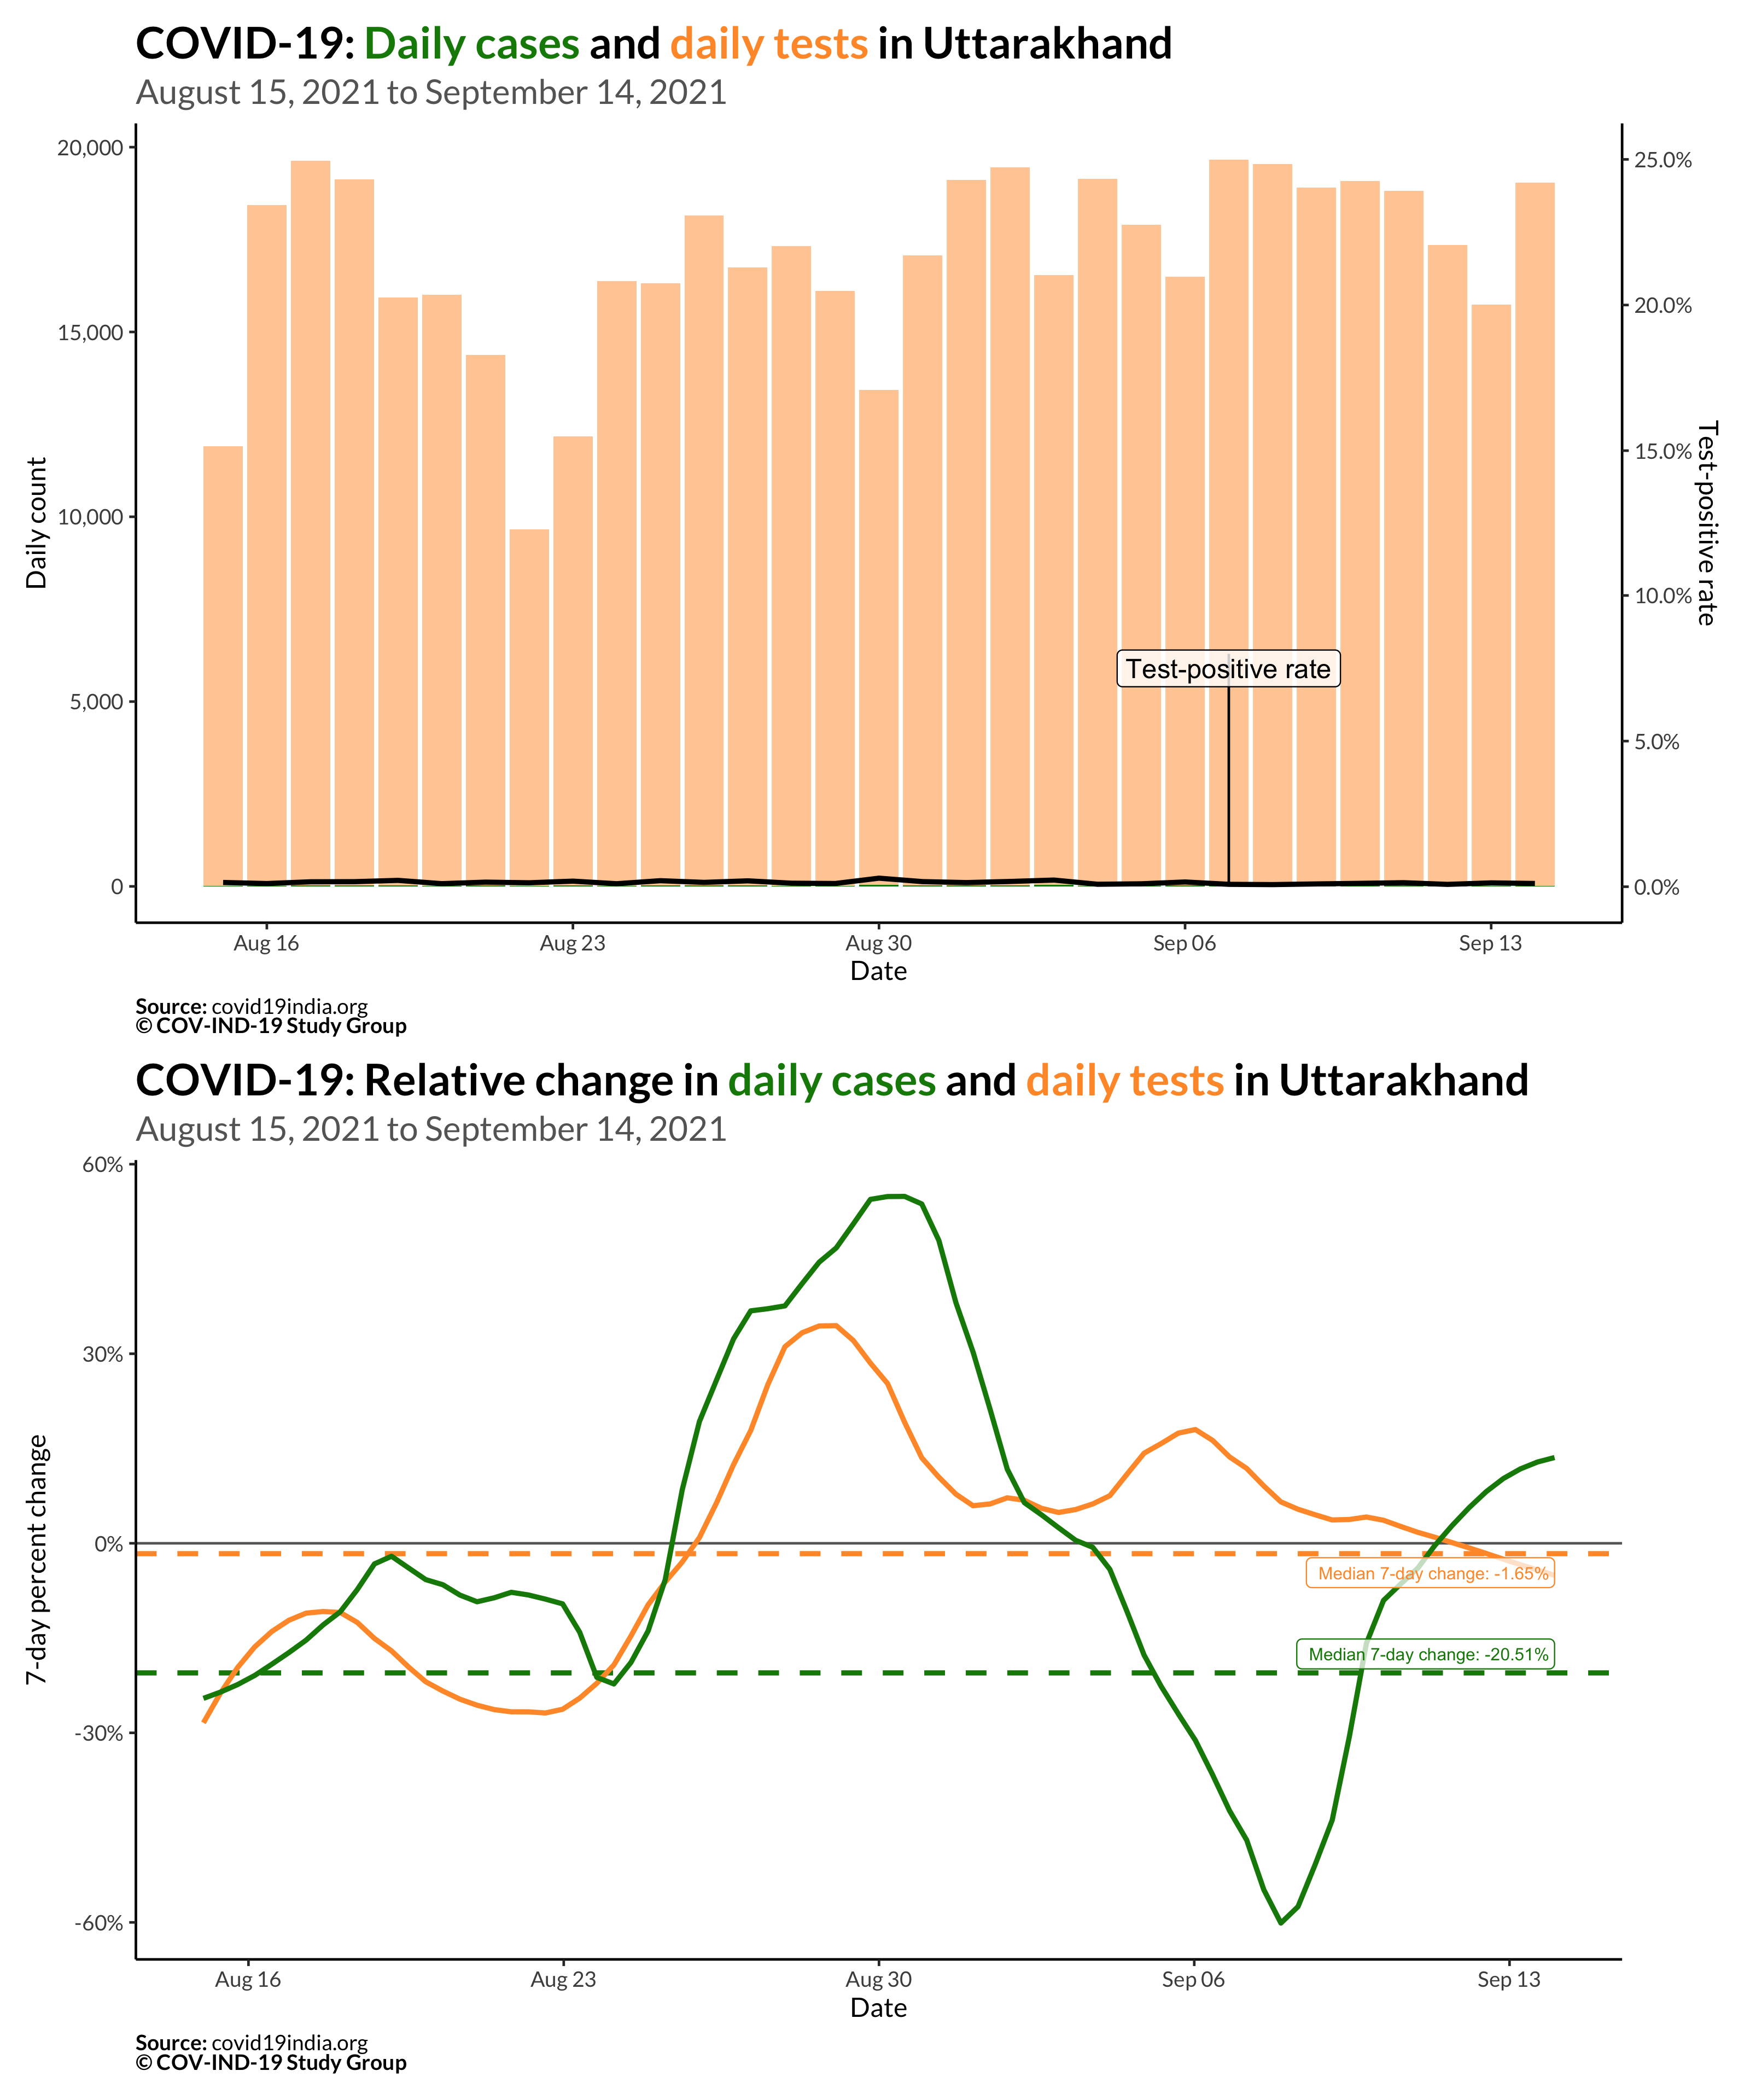 COVID-19: Daily cases and daily tests in Uttarakhand
August 15, 2021 to September 14, 2021
20,000
15,000
10,000
5,000
0
Daily count
25.0%
20.0%
15.0%
10.0%
5.0%
0.0%
Test-positive rate
Test-positive rate
Aug 16
Aug 23
Aug 30
Sep 06
Sep 13
Date
Source: covid19india.org
© COV-IND-19 Study Group
COVID-19: Relative change in daily cases and daily tests in Uttarakhand
August 15, 2021 to September 14, 2021
60%
30%
0%
-30%
-60%
7-day percent change
Median 7-day change: -1.65%
Median 7-day change: -20.51%
Aug 16
Aug 23
Aug 30
Sep 06
Sep 13
Date
Source: covid19india.org
© COV-IND-19 Study Group